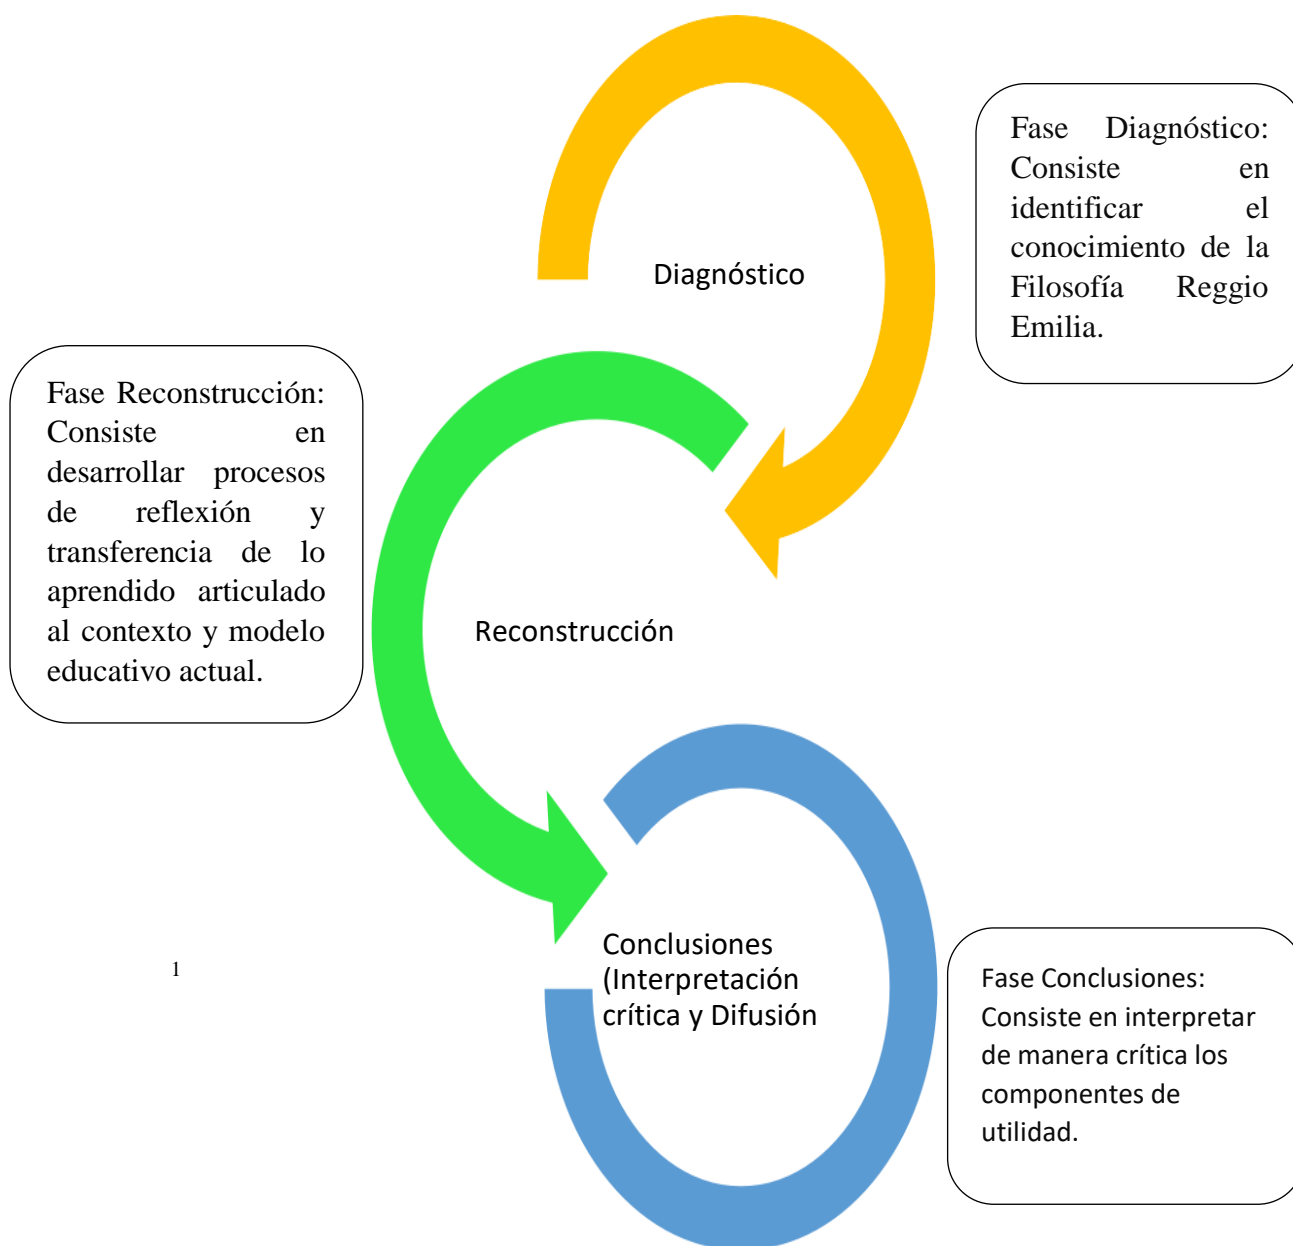 Fase Diagnóstico:
Consiste en
identificar el
conocimiento de la
Filosofía Reggio
Emilia.
Diagnóstico
Fase Reconstrucción:
Consiste en
desarrollar procesos
de reflexión y
transferencia de lo
aprendido articulado
al contexto y modelo
educativo actual.
Reconstrucción
Conclusiones
(Interpretación
crítica y Difusión
1
Fase Conclusiones:
Consiste en interpretar
de manera crítica los
componentes de
utilidad.